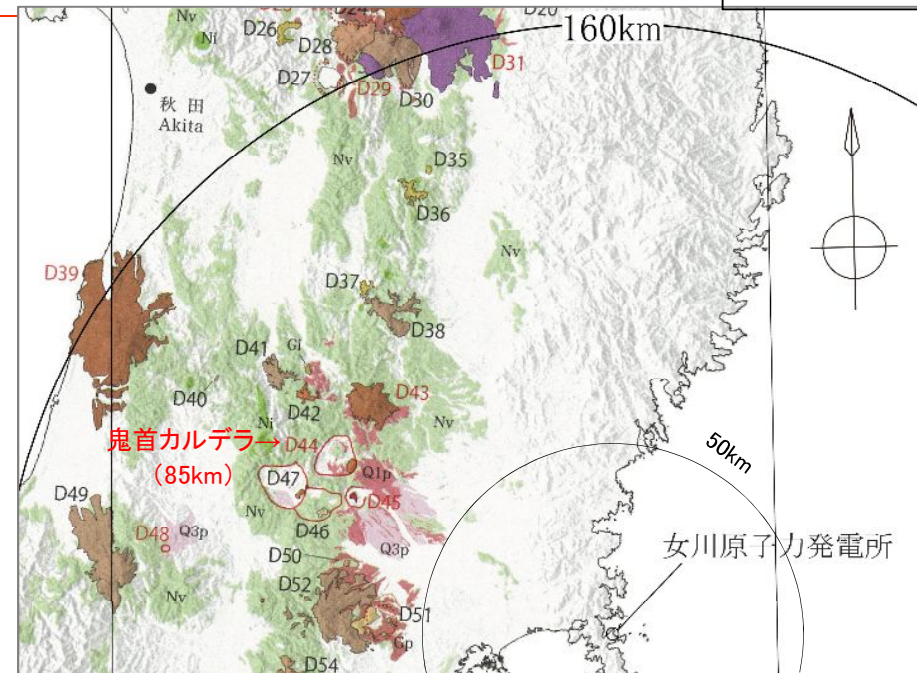 D24
D20
Nv
D26
Ni
D28
160km
D27
D29
D31
D30
秋 田
Akita
Nv
D35
D36
Nv
D39
D37
D38
D41
Gl
D43
D40
D42
Ni
Nv
鬼首カルデラ→
D44
(85km)
D47
Q1p
50km
D49
Nv
D45
D48
Q3p
D46
Q3p
女川原子力発電所
D50
D52
Nv
D51
Gp
D54